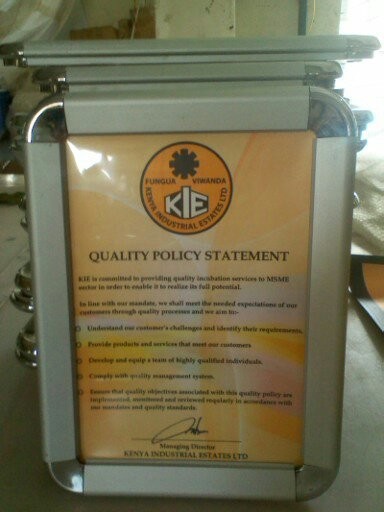 FUNGUA VIWANDA
KIE
KENYA INDUSTRIAL ESTATES LTD
QUALITY POLICY STATEMENT
KIE is committed to providing quality incubation services to MSME
sector in order to enable it to realize its full potential.
In line with our mandate, we shall meet the needed expectations of our
customers through quality processes and we aim to:-
Understand our customer's challenges and identify their requirements.
Provide products and services that meet our customers
Develop and equip a team of highly qualified individuals.
Comply with quality management system.
Ensure that quality objectives associated with this quality policy are
implemented, monitored and reviewed regularly in accordance with
our mandates and quality standards.
Managing Director
KENYA INDUSTRIAL ESTATES LTD